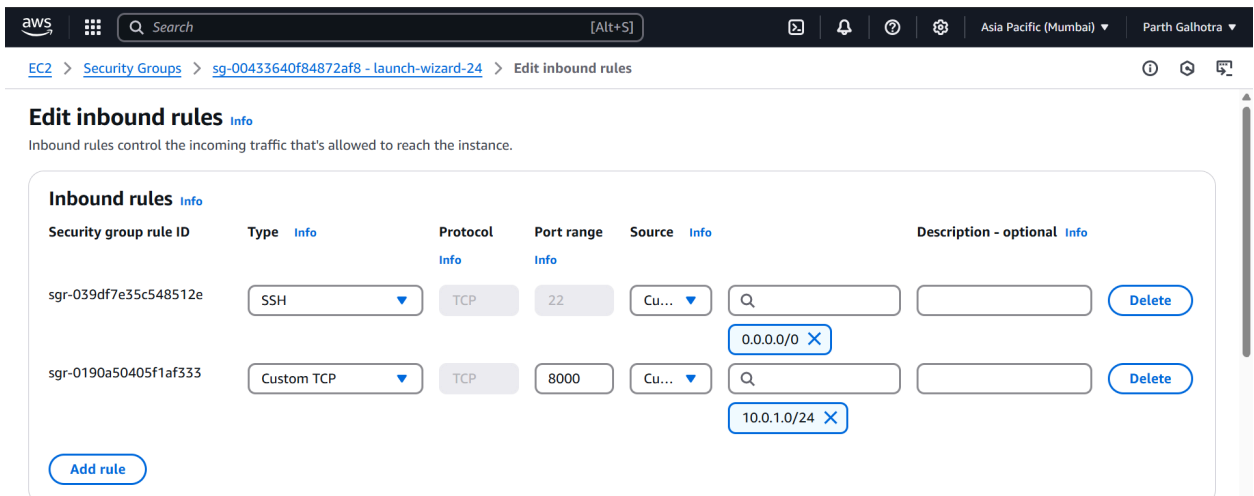 aws Search [Alt+S] Asia Pacific (Mumbai) Parth Galhotra
EC2 > Security Groups > sg-00433640f84872af8 - launch-wizard-24 > Edit inbound rules
Edit inbound rules Info
Inbound rules control the incoming traffic that's allowed to reach the instance.
Inbound rules Info
Security group rule ID Type Info Protocol Port range Source Info Description - optional Info
Info Info
sgr-039df7e35c548512e SSH TCP 22 Cu... Delete
0.0.0.0/0
sgr-0190a50405f1af333 Custom TCP TCP 8000 Cu... Delete
10.0.1.0/24
Add rule